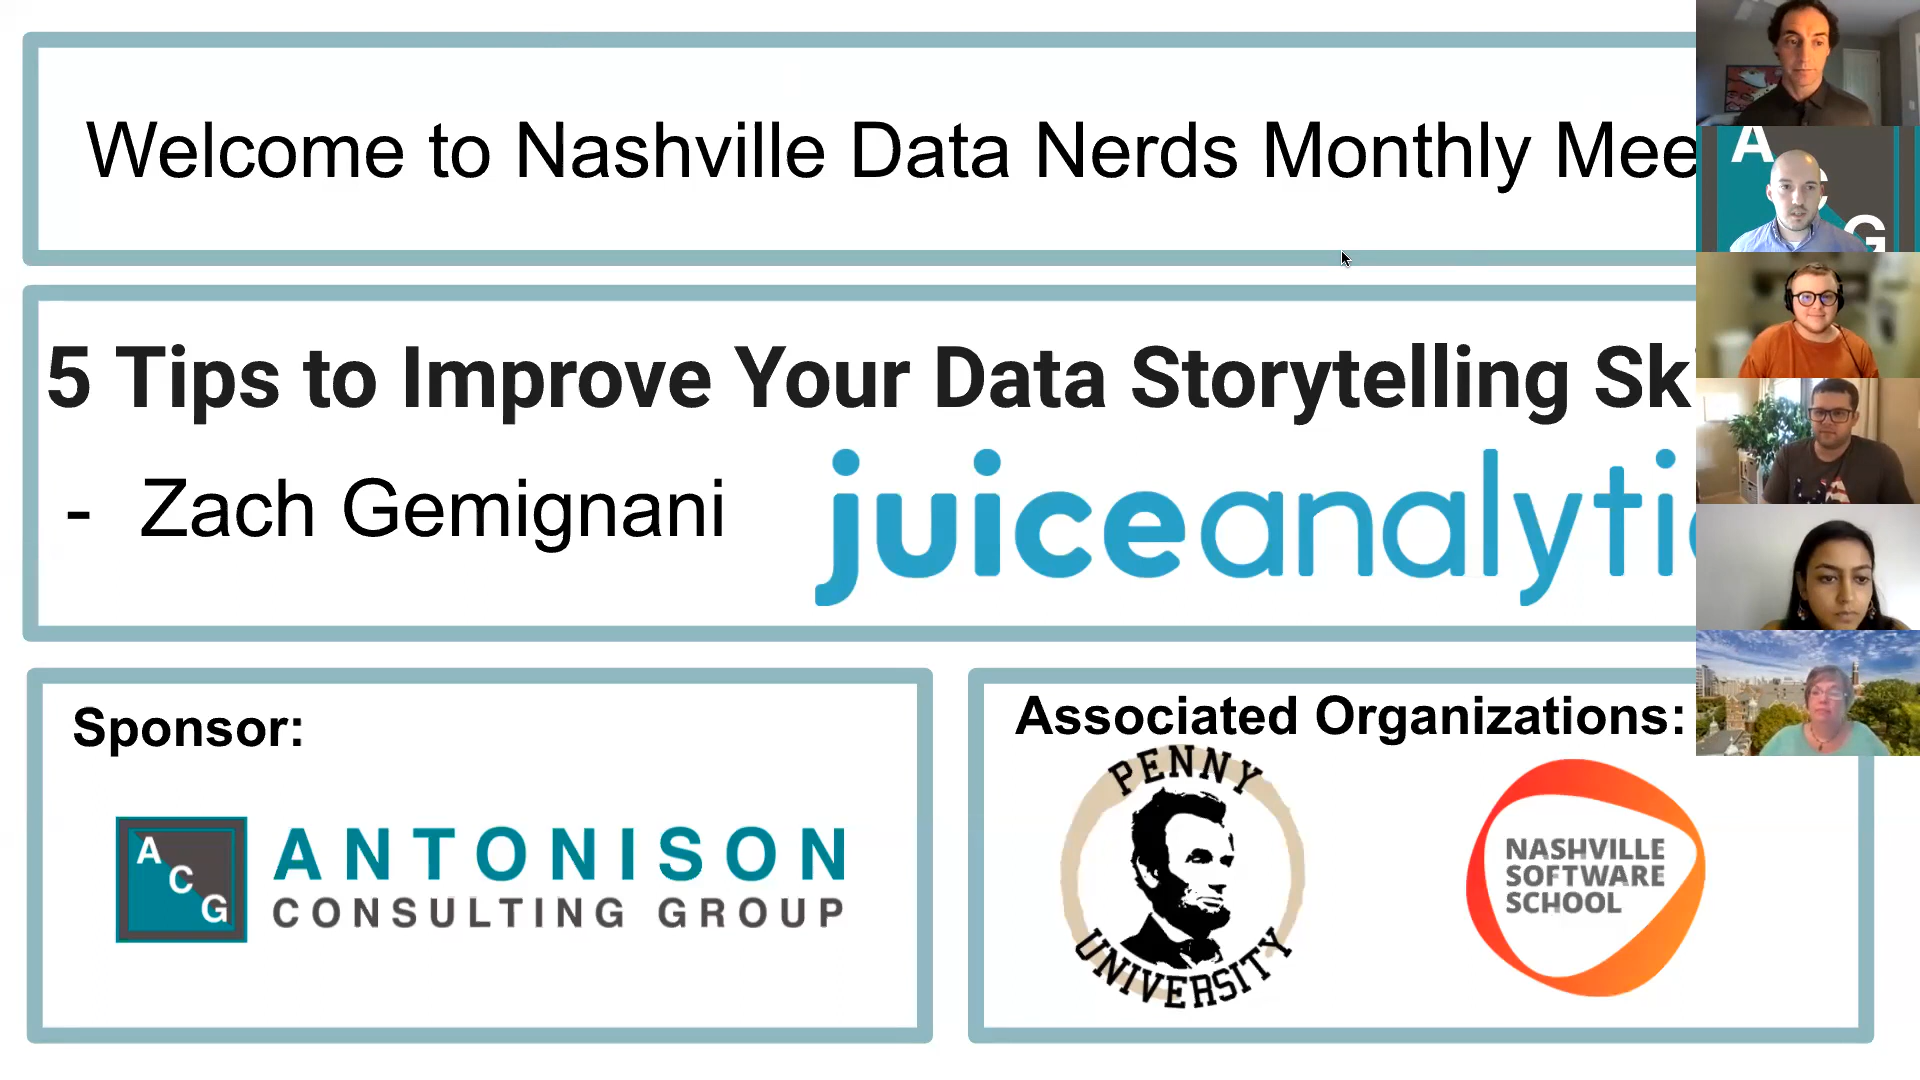 Welcome to Nashville Data Nerds Monthly Mee
5 Tips to Improve Your Data Storytelling Sk
- Zach Gemignani
juiceanalyti
Sponsor:
A C G
ANTONISON
CONSULTING GROUP
Associated Organizations:
PENNY
UNIVERSITY
NASHVILLE
SOFTWARE
SCHOOL
A
C
G